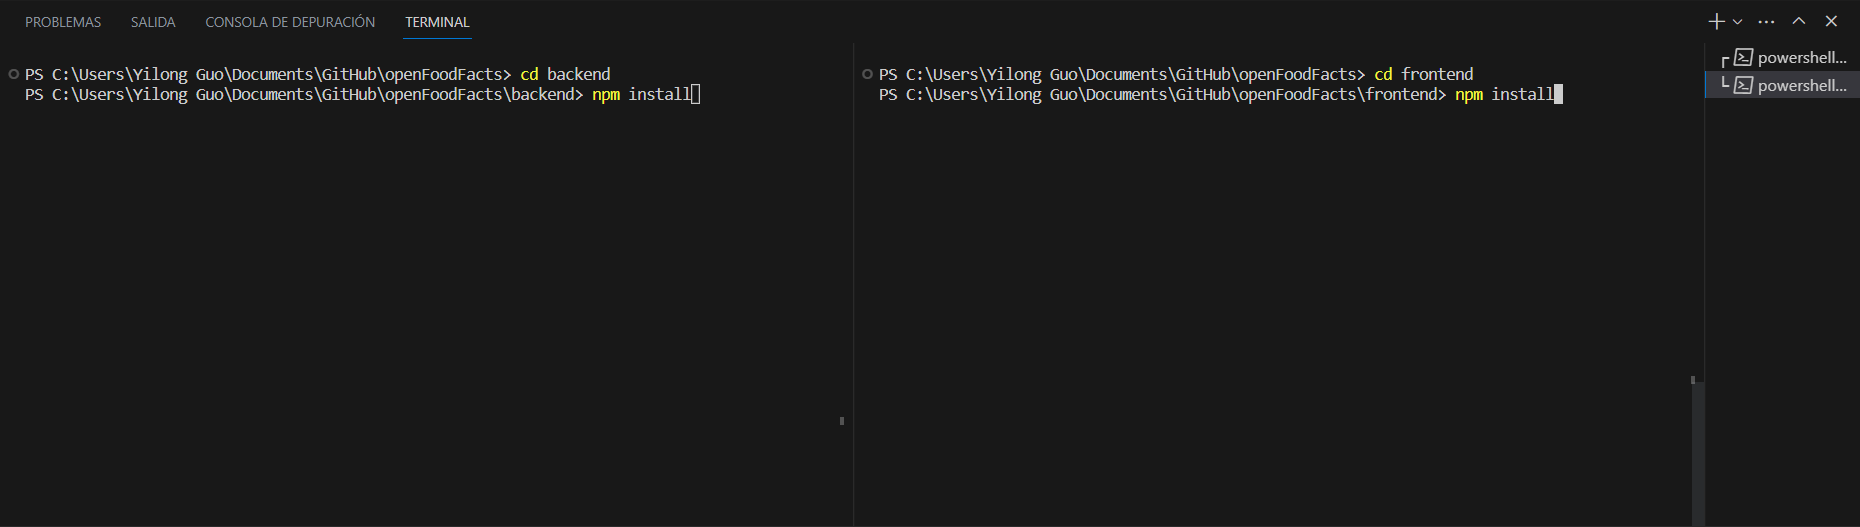 PROBLEMAS SALIDA CONSOLA DE DEPURACIÓN TERMINAL
PS C:\Users\Yilong Guo\Documents\GitHub\openFoodFacts> cd backend
PS C:\Users\Yilong Guo\Documents\GitHub\openFoodFacts\backend> npm install
PS C:\Users\Yilong Guo\Documents\GitHub\openFoodFacts> cd frontend
PS C:\Users\Yilong Guo\Documents\GitHub\openFoodFacts\frontend> npm install
powershell...
powershell...